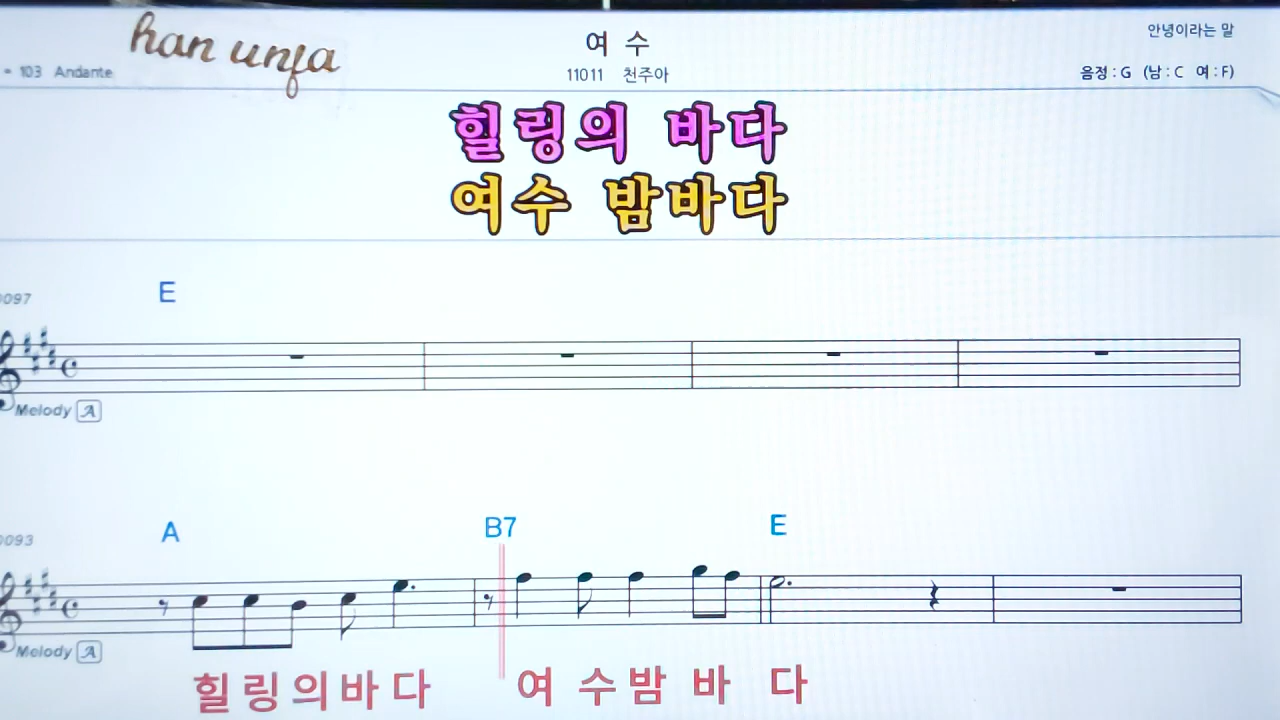 han unja
여 수
안녕이라는 말
103 Andante
11011 천주아
음정 : G (남 : C 여 : F)
힐링의 바다
여수 밤바다
E
Melody A
A B7 E
Melody A
힐링의바다 여수밤바다